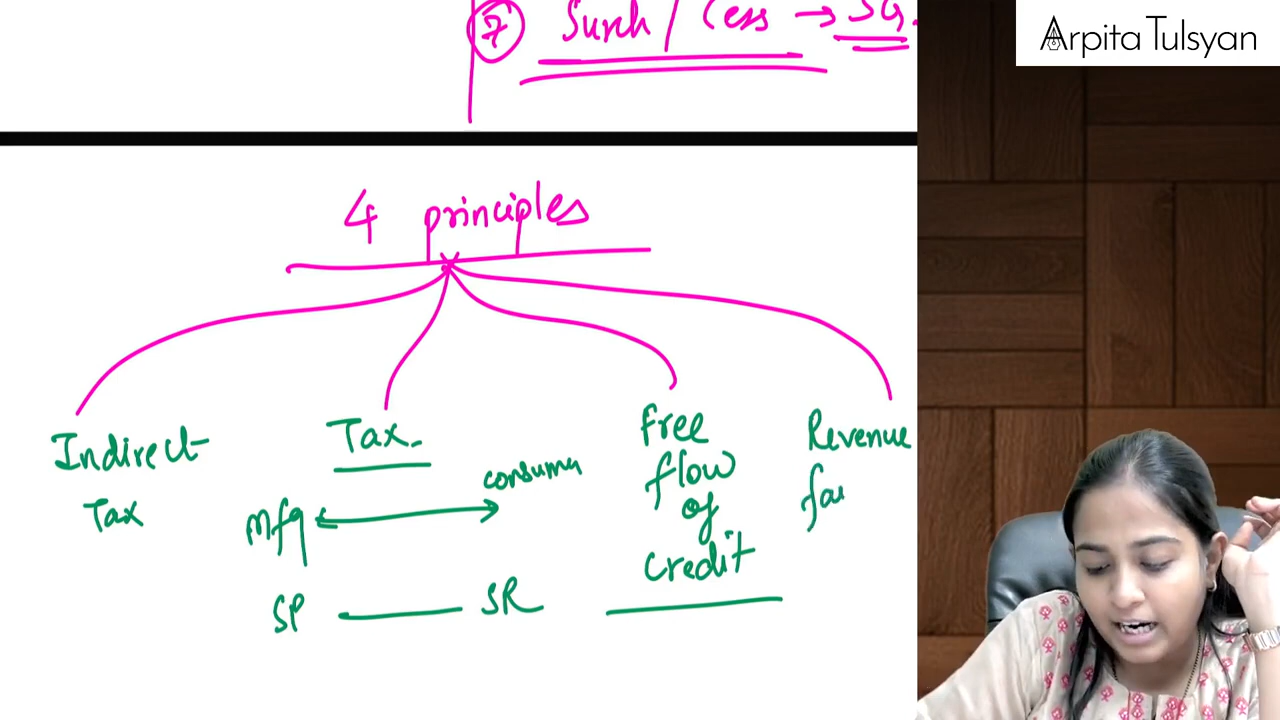 7 Surch / Cess → SG.
Arpita Tulsyan
4 principles
Indirect
Tax
Tax.
Mfg ↔ consumer
SP — SR
free
flow
of
credit
Revenue
fa